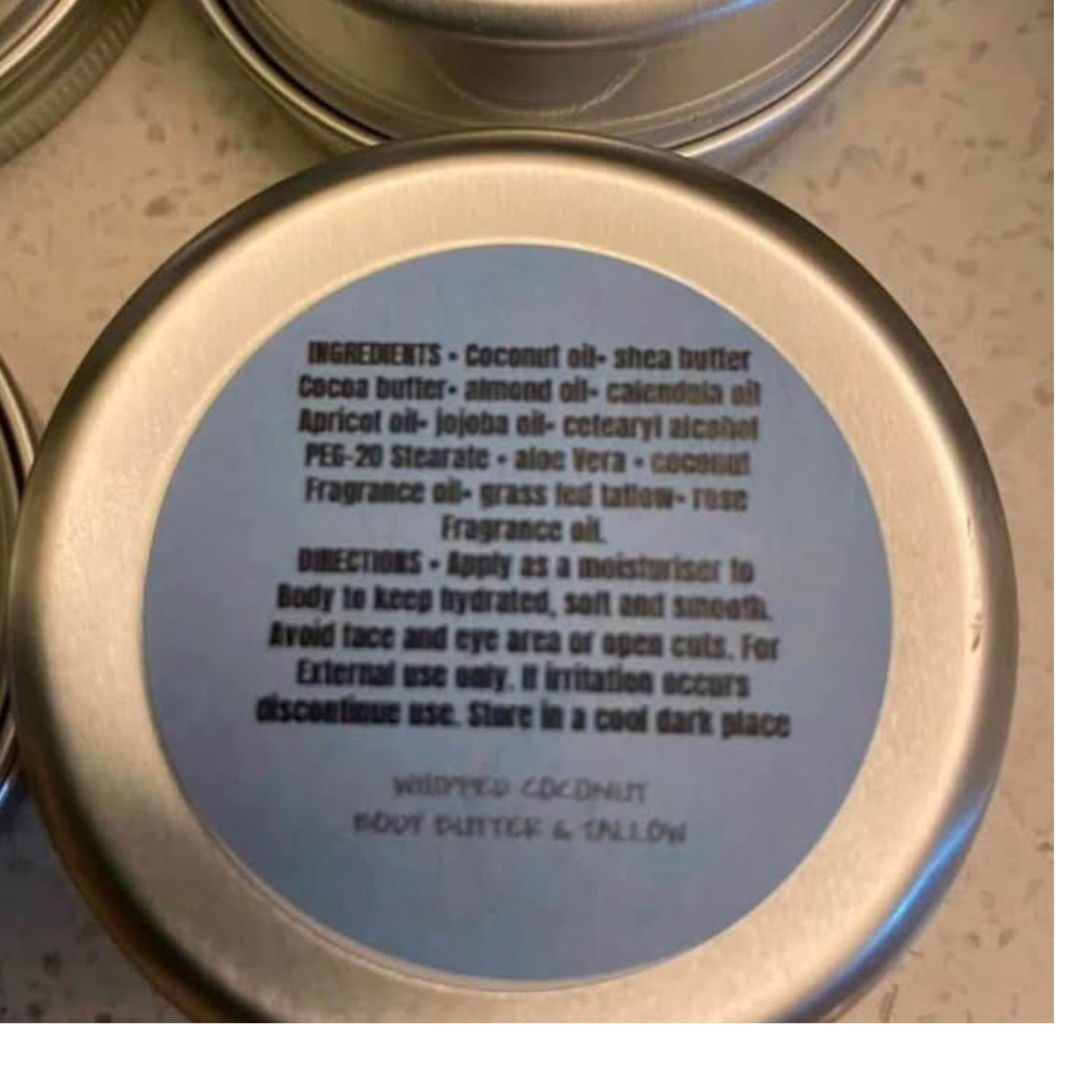 INGREDIENTS • Coconut oil• shea butter
Cocoa butter• almond oil• calendula oil
Apricot oil• jojoba oil• cetearyl alcohol
PEG-20 Stearate • aloe Vera • coconut
Fragrance oil• grass fed tallow• rose
Fragrance oil.
DIRECTIONS • Apply as a moisturiser to
Body to keep hydrated, soft and smooth.
Avoid face and eye area or open cuts. For
External use only. If irritation occurs
discontinue use. Store in a cool dark place
WHIPPED COCONUT
BODY BUTTER & TALLOW